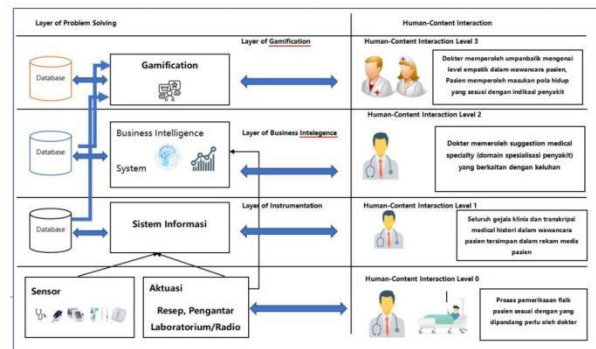 Layer of Problem Solving
Human-Content Interaction
Layer of Gamification
Human-Content Interaction Level 3
Database
Gamification
Dokter memperoleh umpanbalik mengenai
level empatik dalam wawancara pasien,
Pasien memperoleh masukan pola hidup
yang sesuai dengan indikasi penyakit
Human-Content Interaction Level 2
Database
Business Intelligence
System
Layer of Business Intelegence
Dokter memeroleh suggestion medical
specialty (domain spesialisasi penyakit)
yang berkaitan dengan keluhan
Layer of Instrumentation
Human-Content Interaction Level 1
Database
Sistem Informasi
Seluruh gejala klinis dan transkripsi
medical histori dalam wawancara
pasien tersimpan dalam rekam medis
pasien
Human-Content Interaction Level 0
Sensor
Aktuasi
Resep, Pengantar
Laboratorium/Radio
Proses pemeriksaan fisik
pasien sesuai dengan yang
dipandang perlu oleh dokter